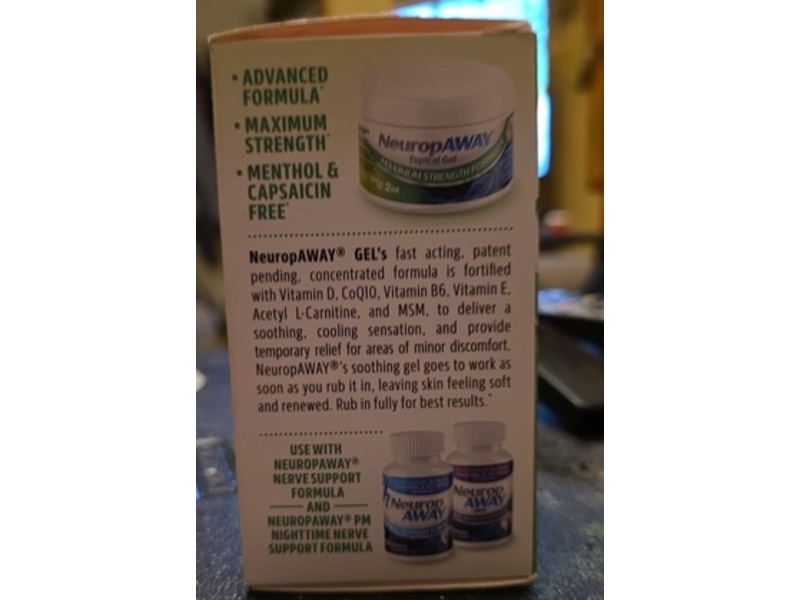 • ADVANCED
FORMULA*
• MAXIMUM
STRENGTH*
• MENTHOL &
CAPSAICIN
FREE*
NeuropAWAY
Topical Gel
MAXIMUM STRENGTH FORMULA
2oz
NeuropAWAY® GEL's fast acting, patent
pending, concentrated formula is fortified
with Vitamin D, CoQ10, Vitamin B6, Vitamin E,
Acetyl L-Carnitine, and MSM, to deliver a
soothing, cooling sensation, and provide
temporary relief for areas of minor discomfort.
NeuropAWAY®'s soothing gel goes to work as
soon as you rub it in, leaving skin feeling soft
and renewed. Rub in fully for best results.*
USE WITH
NEUROPAWAY®
NERVE SUPPORT
FORMULA
AND
NEUROPAWAY® PM
NIGHTTIME NERVE
SUPPORT FORMULA
Neurop
AWAY
Neurop
AWAY